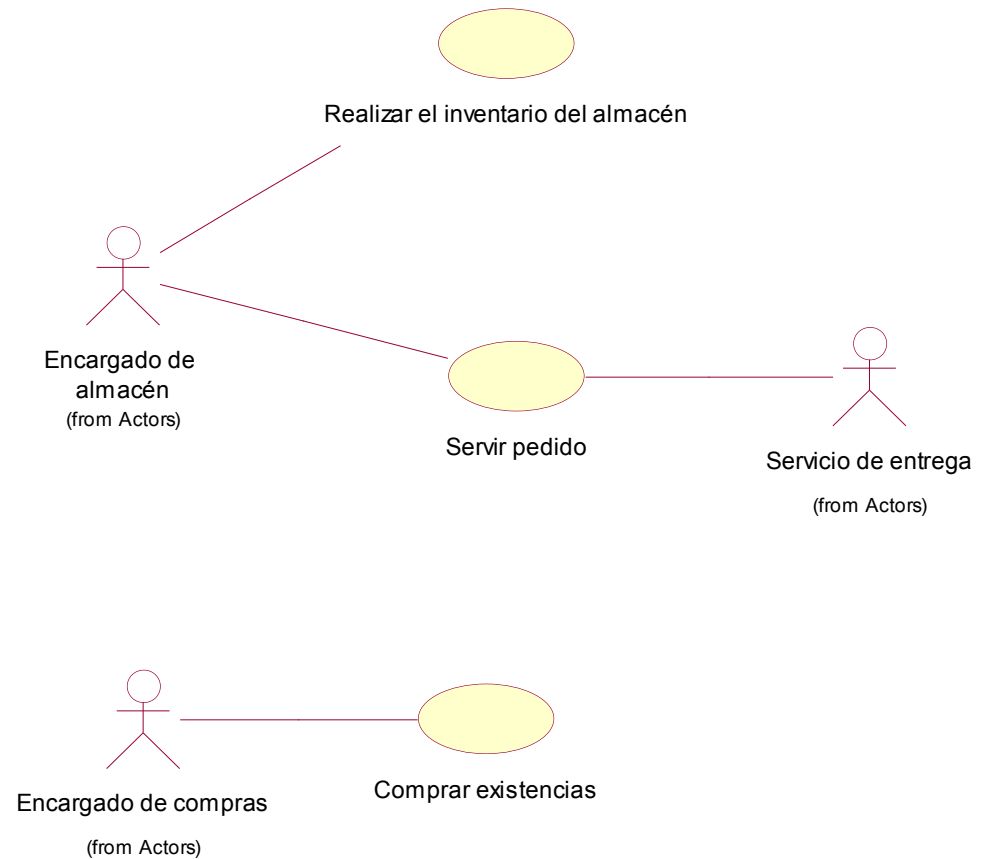 Realizar el inventario del almacén
Encargado de
almacén
(from Actors)
Servir pedido
Servicio de entrega
(from Actors)
Encargado de compras
(from Actors)
Comprar existencias